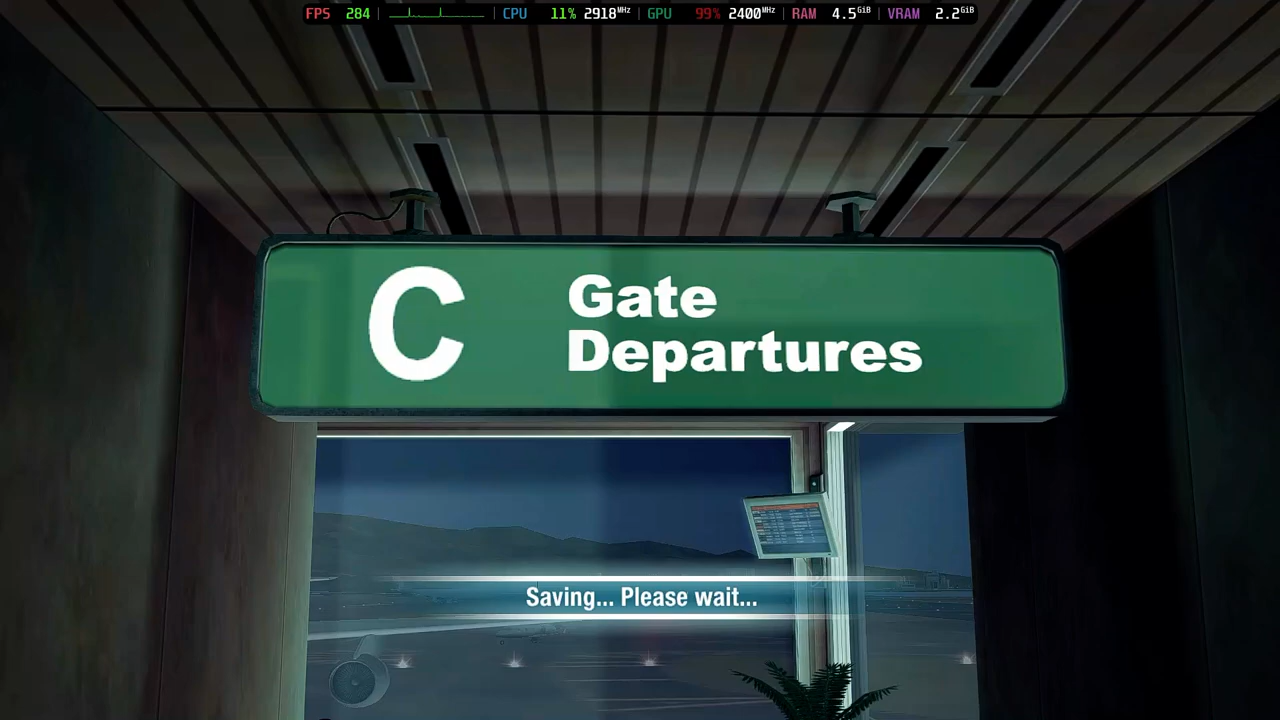 FPS 284 CPU 11% 2918MHz GPU 99% 2400MHz RAM 4.5GiB VRAM 2.2GiB
C
Gate
Departures
Saving... Please wait...